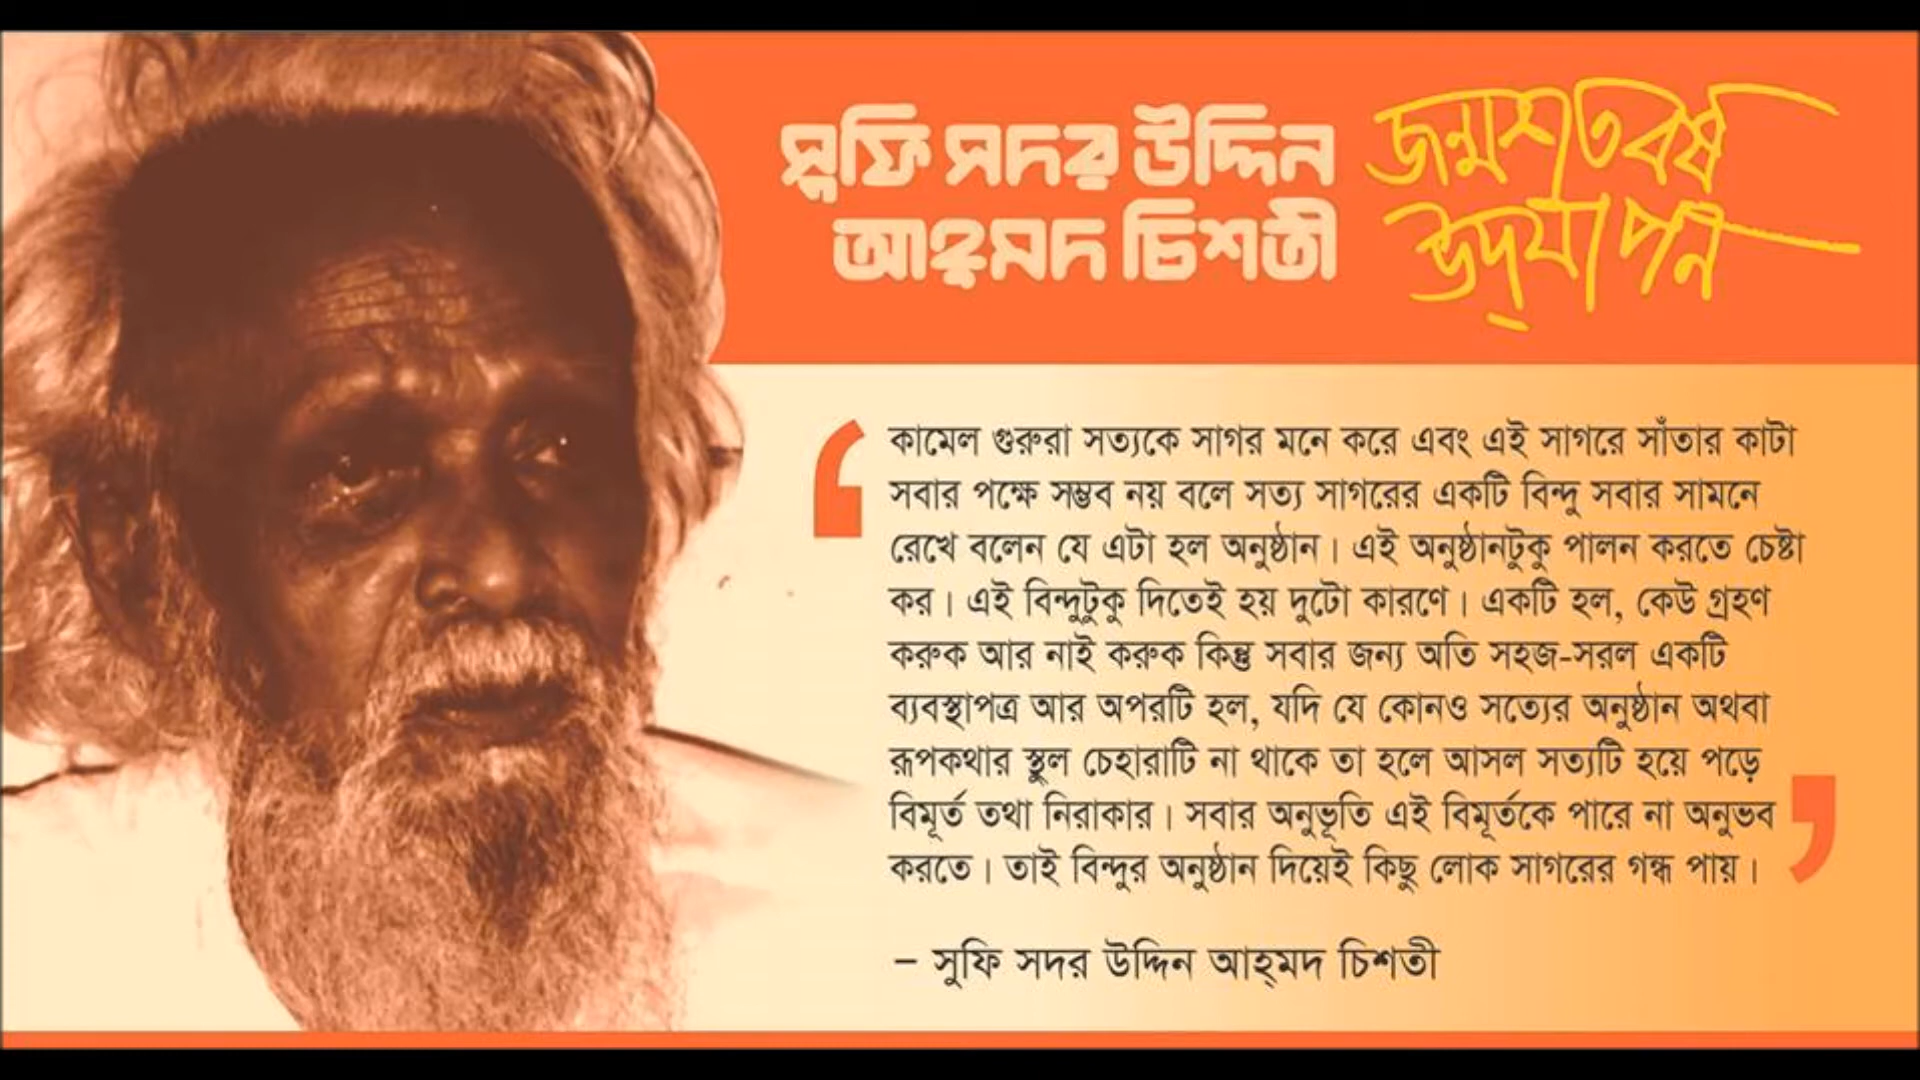 সুফি সদর উদ্দিন
আহ্‌মদ চিশতী
জন্মশতবর্ষ
উদ্‌যাপন
‘ কামেল গুরুরা সত্যকে সাগর মনে করে এবং এই সাগরে সাঁতার কাটা
সবার পক্ষে সম্ভব নয় বলে সত্য সাগরের একটি বিন্দু সবার সামনে
রেখে বলেন যে এটা হল অনুষ্ঠান। এই অনুষ্ঠানটুকু পালন করতে চেষ্টা
কর। এই বিন্দুটুকু দিতেই হয় দুটো কারণে। একটি হল, কেউ গ্রহণ
করুক আর নাই করুক কিন্তু সবার জন্য অতি সহজ-সরল একটি
ব্যবস্থাপত্র আর অপরটি হল, যদি যে কোনও সত্যের অনুষ্ঠান অথবা
রূপকথার স্থুল চেহারাটি না থাকে তা হলে আসল সত্যটি হয়ে পড়ে
বিমূর্ত তথা নিরাকার। সবার অনুভূতি এই বিমূর্তকে পারে না অনুভব
করতে। তাই বিন্দুর অনুষ্ঠান দিয়েই কিছু লোক সাগরের গন্ধ পায়। ’
– সুফি সদর উদ্দিন আহ্‌মদ চিশতী